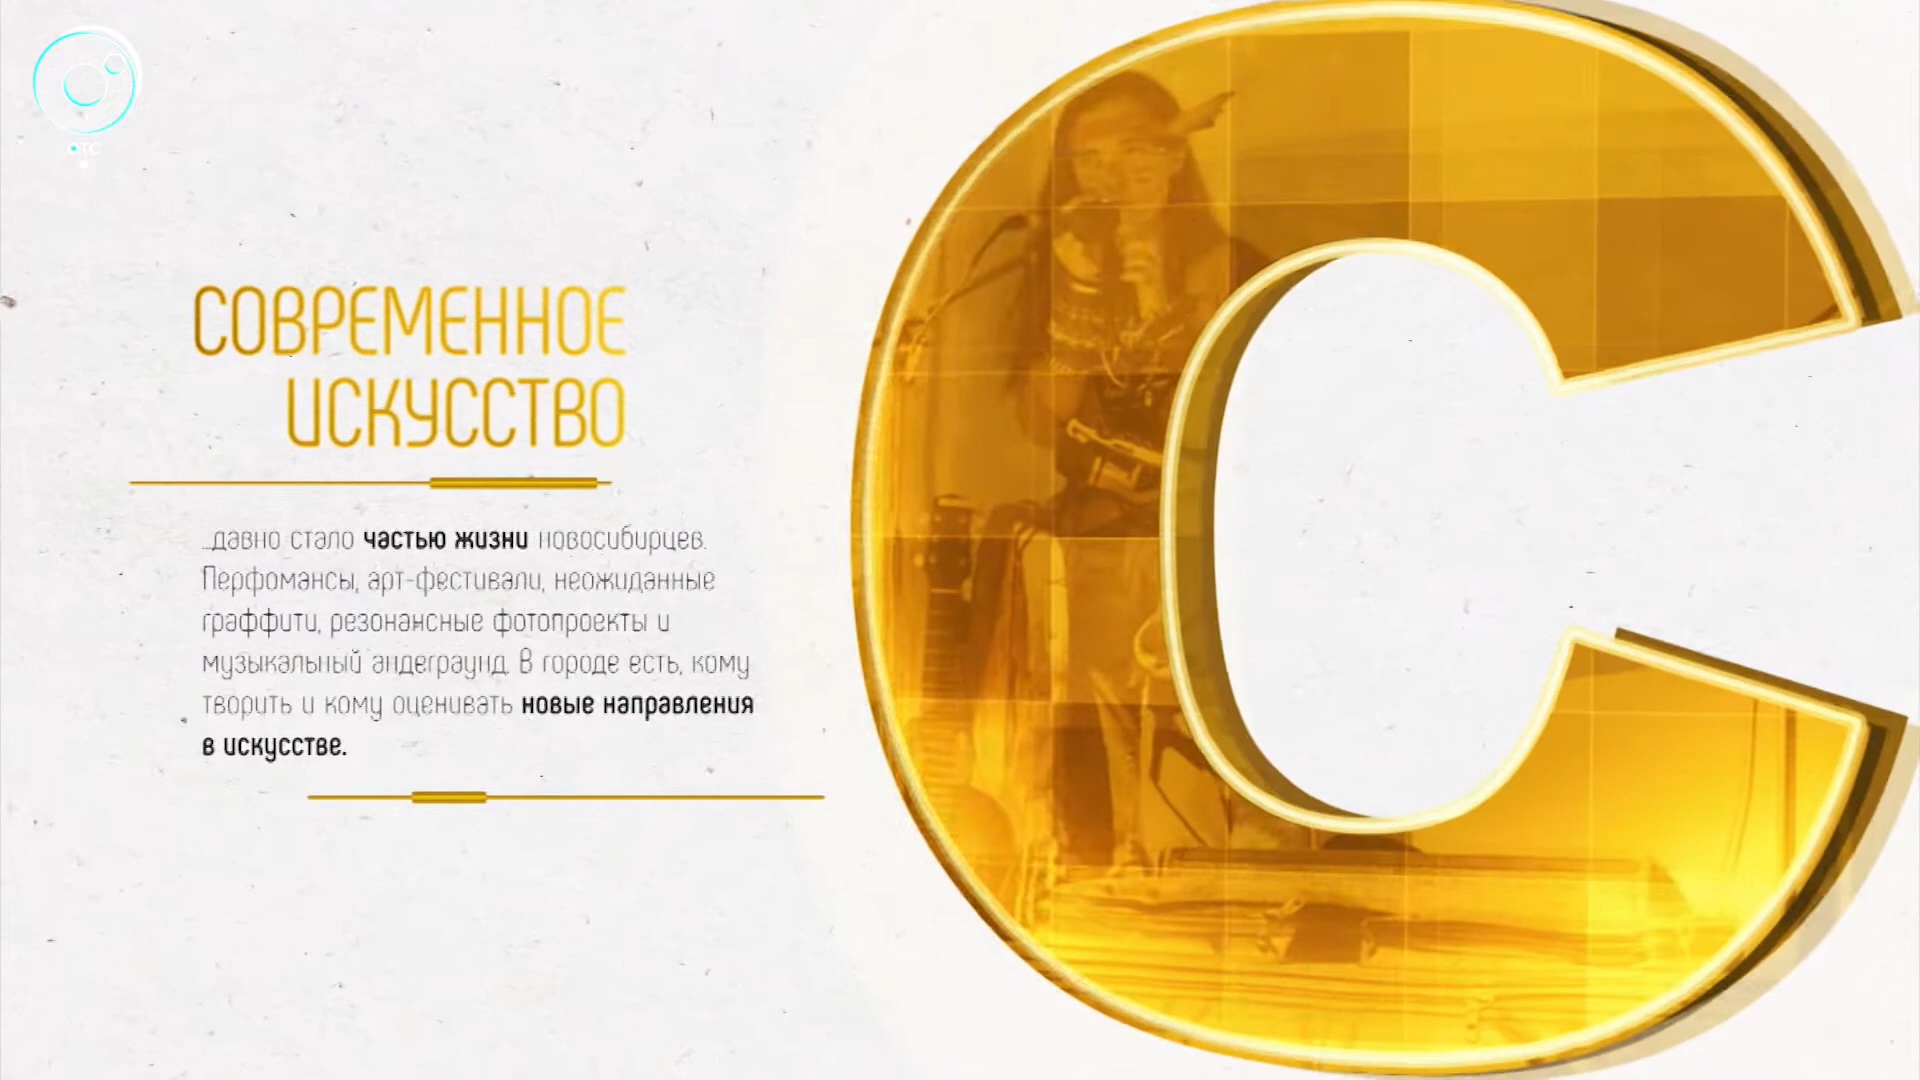 ОТС
СОВРЕМЕННОЕ
ИСКУССТВО
...давно стало частью жизни новосибирцев.
Перфомансы, арт-фестивали, неожиданные
граффити, резонансные фотопроекты и
музыкальный андеграунд. В городе есть, кому
творить и кому оценивать новые направления
в искусстве.
С